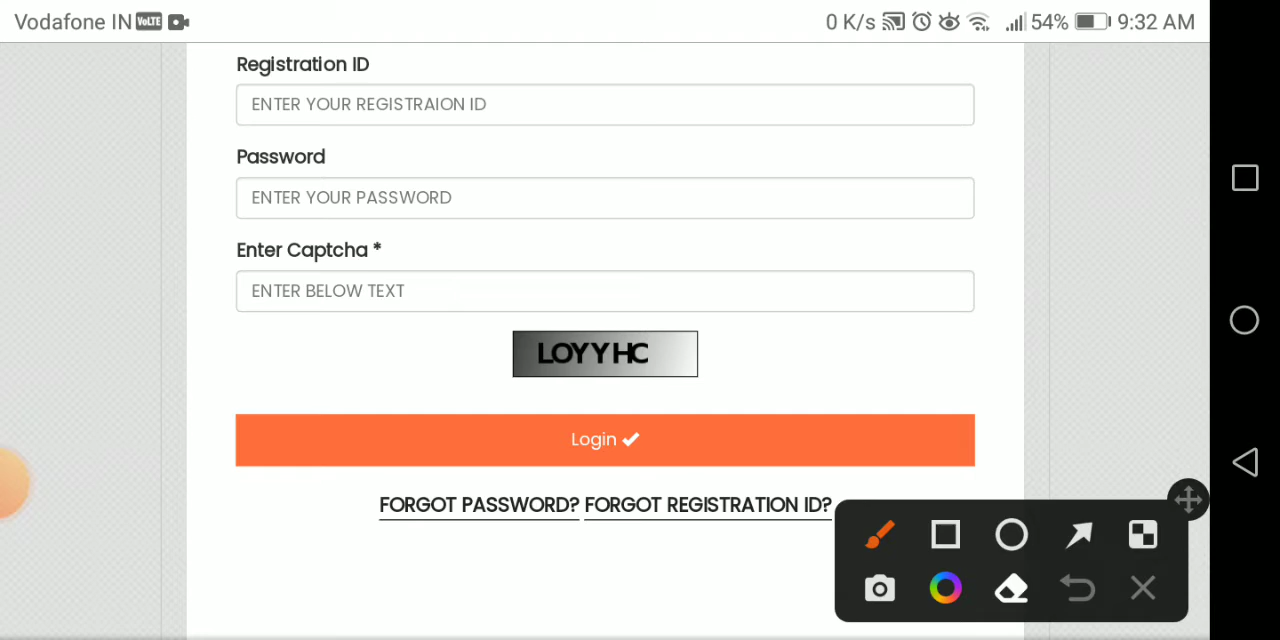 Vodafone IN VoLTE 0 K/s 54% 9:32 AM
Registration ID
ENTER YOUR REGISTRAION ID
Password
ENTER YOUR PASSWORD
Enter Captcha *
ENTER BELOW TEXT
LOYYHC
Login
FORGOT PASSWORD? FORGOT REGISTRATION ID?